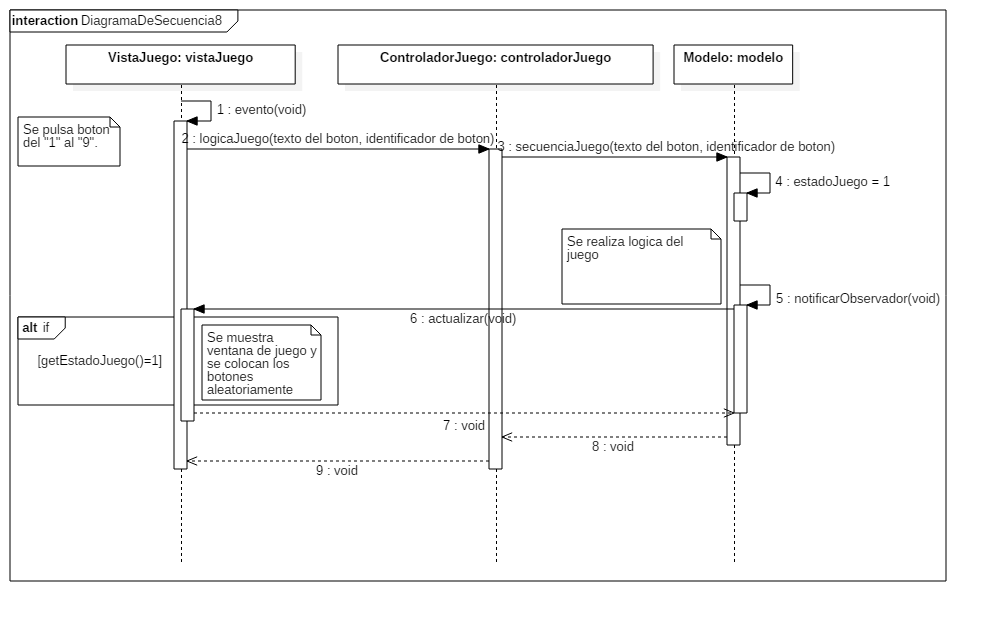 interaction DiagramaDeSecuencia8
VistaJuego: vistaJuego
ControladorJuego: controladorJuego
Modelo: modelo
1 : evento(void)
Se pulsa boton
del "1" al "9".
2 : logicaJuego(texto del boton, identificador de boton)
3 : secuenciaJuego(texto del boton, identificador de boton)
4 : estadoJuego = 1
Se realiza logica del
juego
5 : notificarObservador(void)
6 : actualizar(void)
alt if
[getEstadoJuego()=1]
Se muestra
ventana de juego y
se colocan los
botones
aleatoriamente
7 : void
8 : void
9 : void